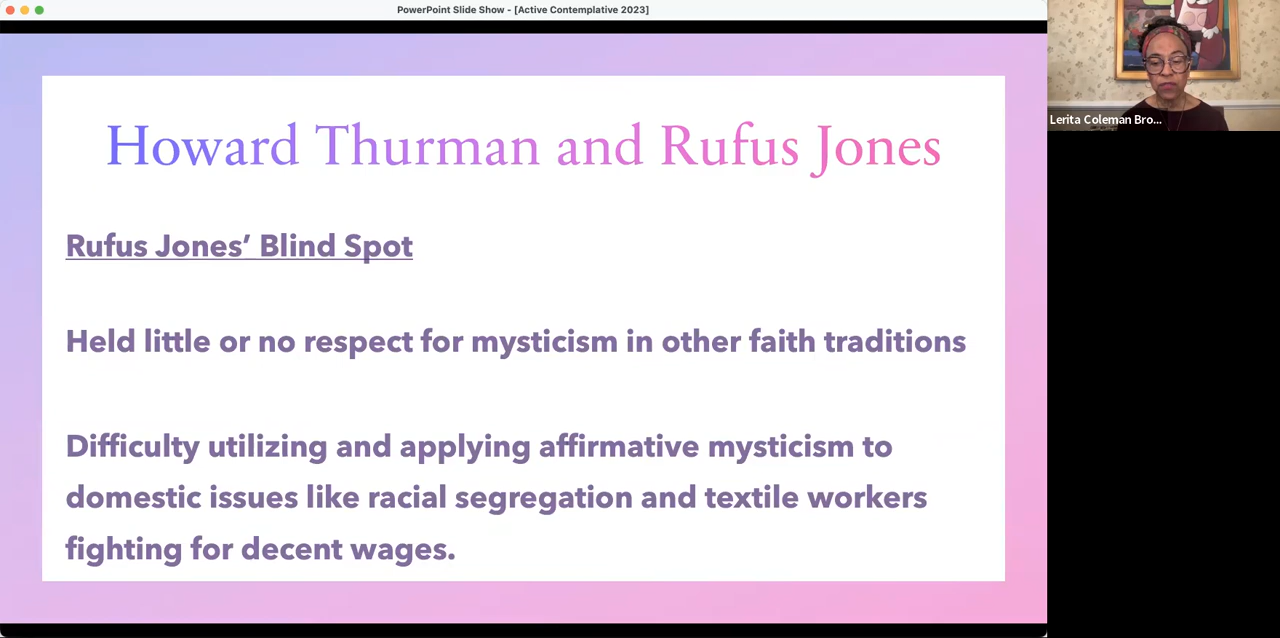 PowerPoint Slide Show - [Active Contemplative 2023]
Howard Thurman and Rufus Jones
Rufus Jones’ Blind Spot
Held little or no respect for mysticism in other faith traditions
Difficulty utilizing and applying affirmative mysticism to
domestic issues like racial segregation and textile workers
fighting for decent wages.
Lerita Coleman Bro...